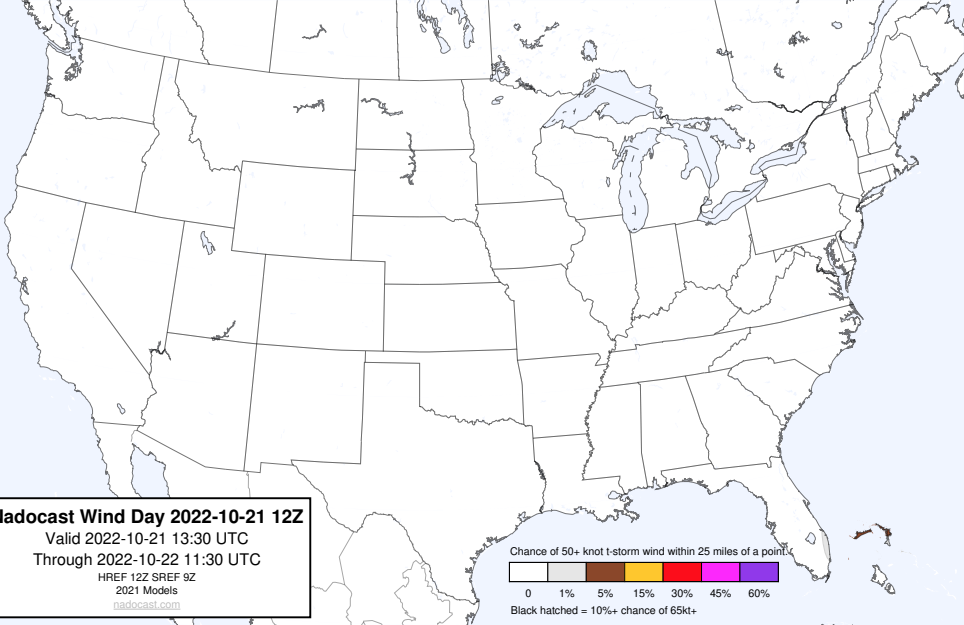 Nadocast Wind Day 2022-10-21 12Z
Valid 2022-10-21 13:30 UTC
Through 2022-10-22 11:30 UTC
HREF 12Z SREF 9Z
2021 Models
nadocast.com
Chance of 50+ knot t-storm wind within 25 miles of a point.
0 1% 5% 15% 30% 45% 60%
Black hatched = 10%+ chance of 65kt+